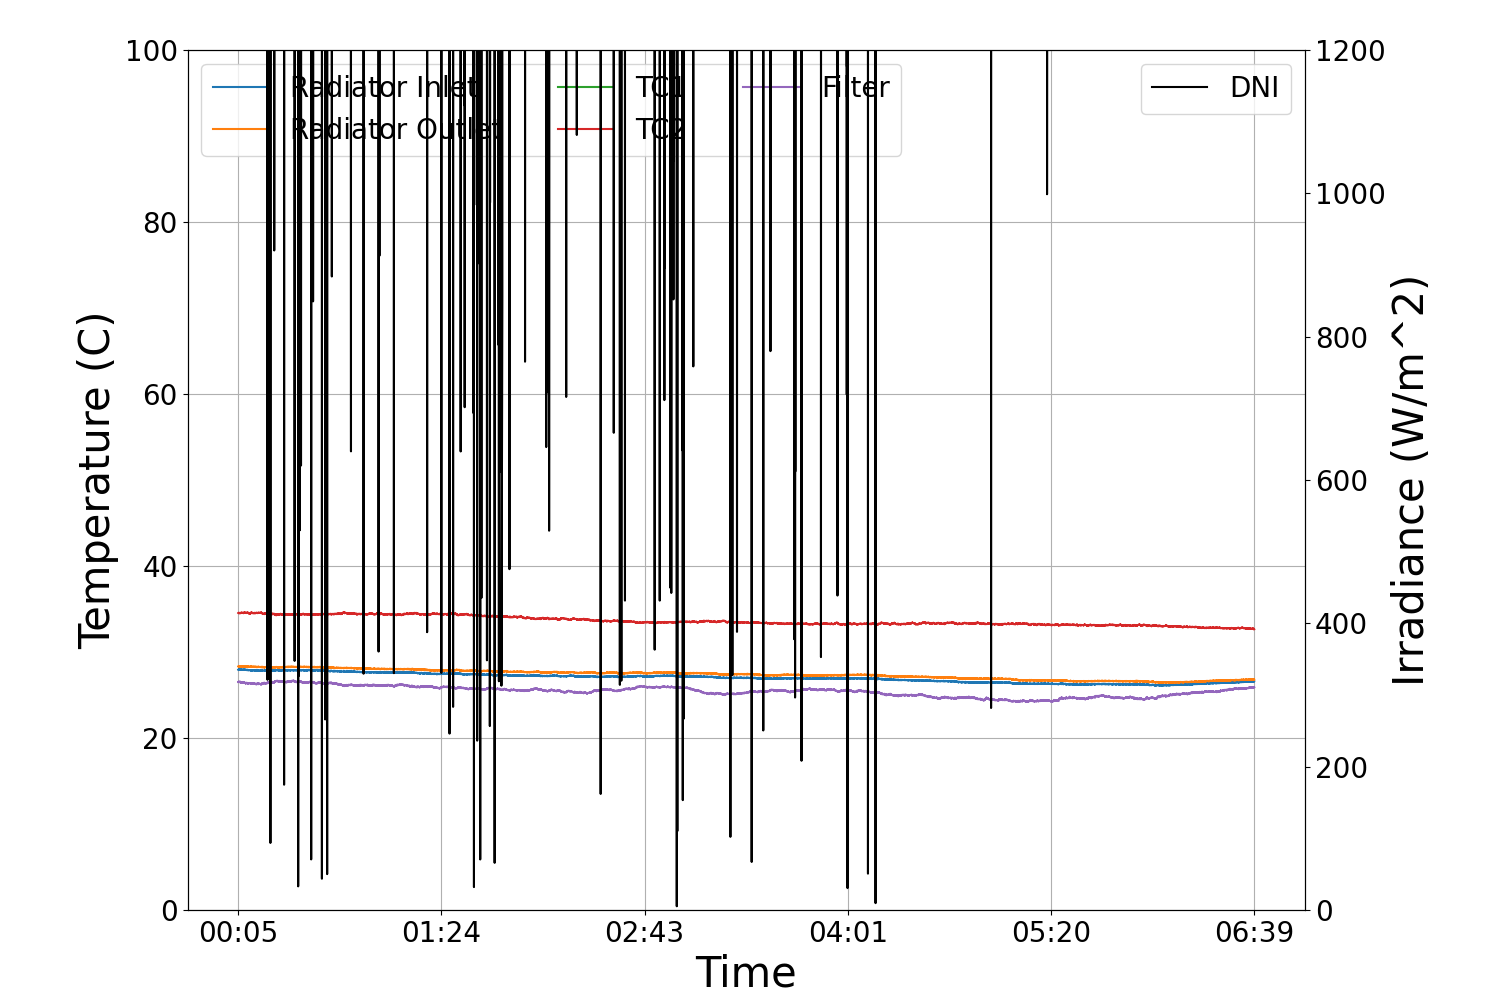 Temperature (C)
100
80
60
40
20
0
Radiator Inlet
Radiator Outlet
TC1
TC2
Filter
DNI
1200
1000
800
600
400
200
0
Irradiance (W/m^2)
00:05 01:24 02:43 04:01 05:20 06:39
Time